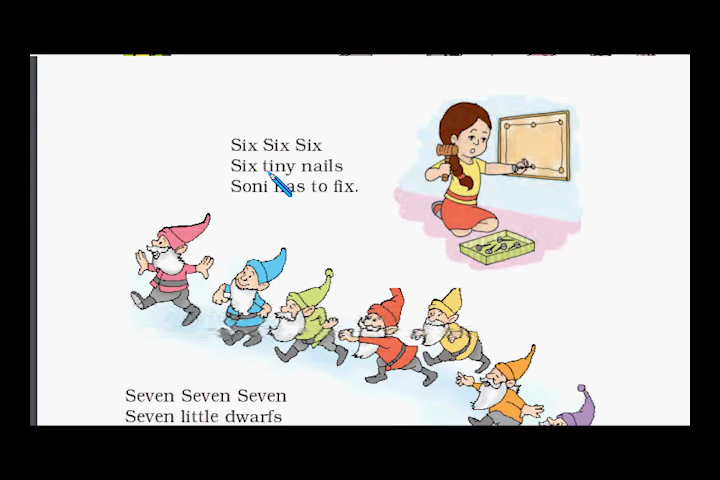 Six Six Six
Six tiny nails
Soni has to fix.
Seven Seven Seven
Seven little dwarfs